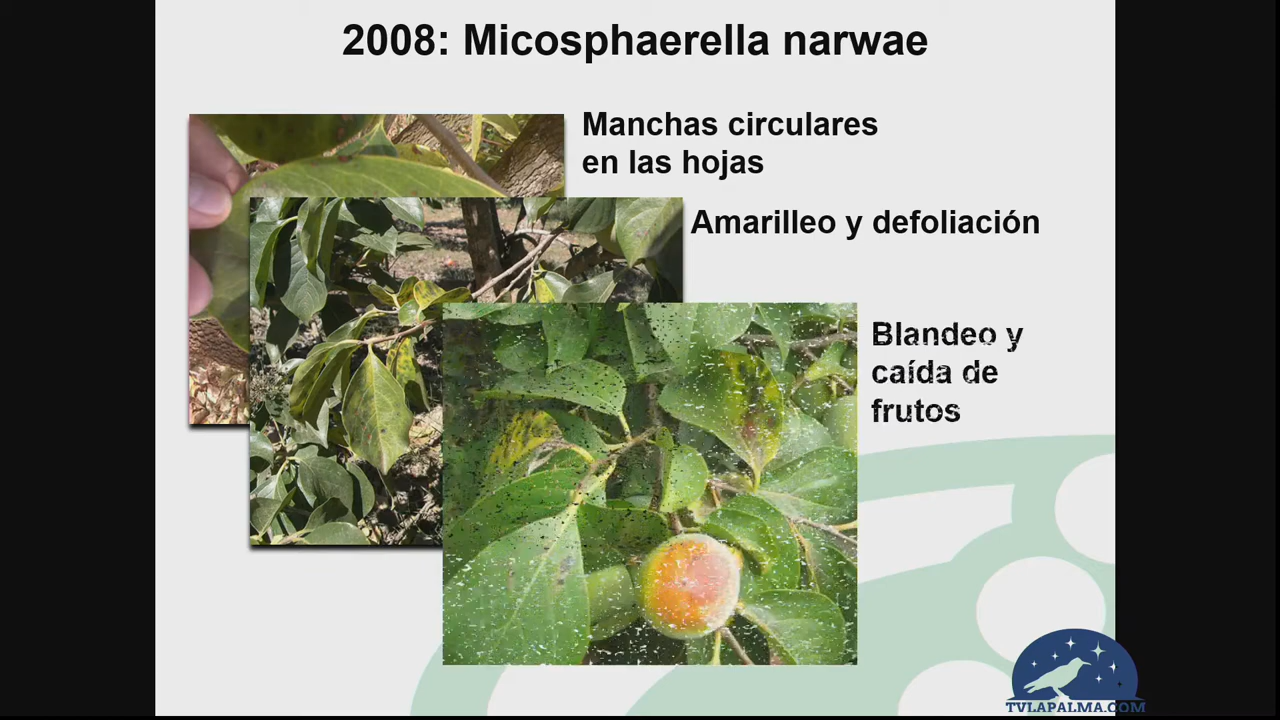 2008: Micosphaerella narwae
Manchas circulares
en las hojas
Amarilleo y defoliación
Blandeo y
caída de
frutos
TVLAPALMA.COM